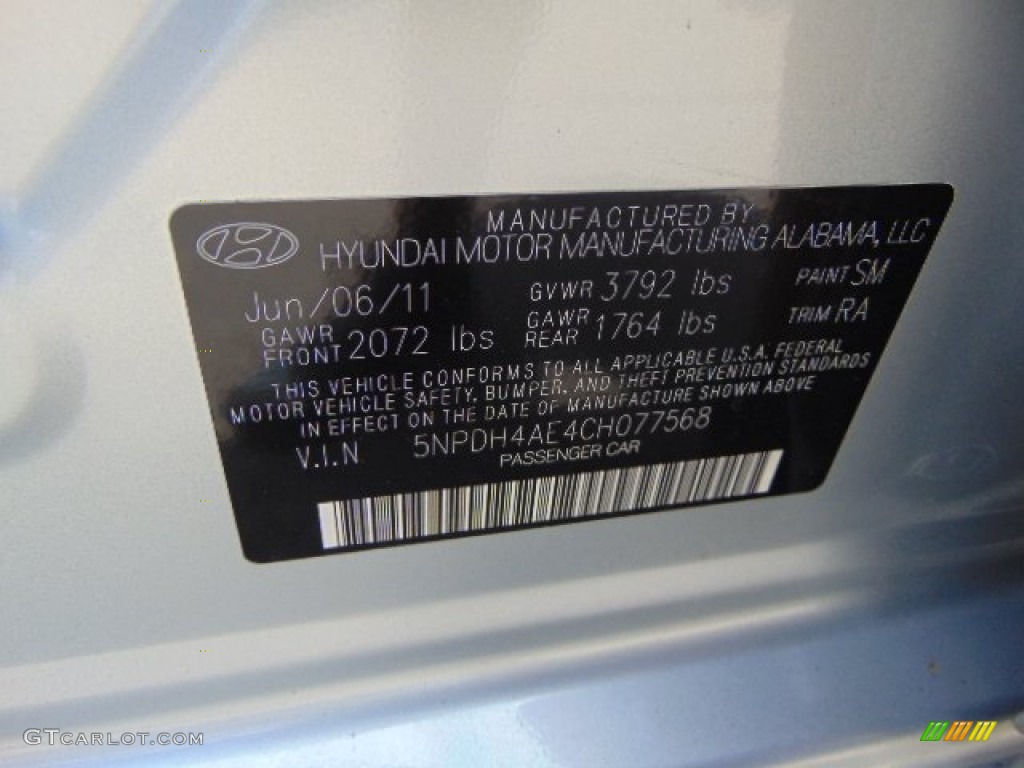 MANUFACTURED BY
HYUNDAI MOTOR MANUFACTURING ALABAMA, LLC
Jun/06/11 GVWR 3792 lbs PAINT SM
GAWR FRONT 2072 lbs GAWR REAR 1764 lbs TRIM RA
THIS VEHICLE CONFORMS TO ALL APPLICABLE U.S.A. FEDERAL
MOTOR VEHICLE SAFETY, BUMPER, AND THEFT PREVENTION STANDARDS
IN EFFECT ON THE DATE OF MANUFACTURE SHOWN ABOVE
V.I.N 5NPDH4AE4CH077568
PASSENGER CAR
GTCARLOT.COM